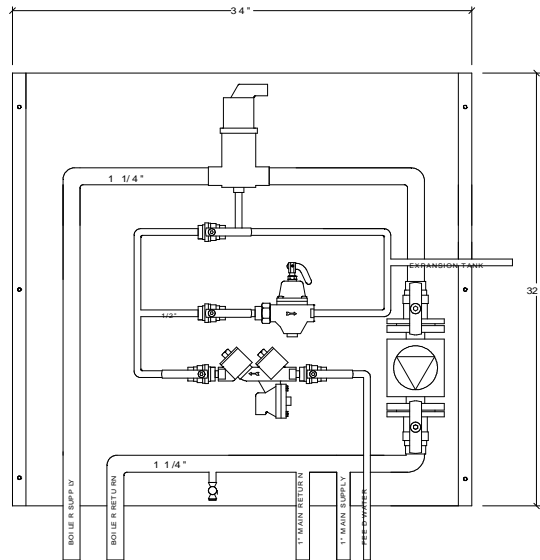 34"
1 1/4"
EXPANSION TANK
32
1/2"
1 1/4"
BOILER SUPPLY
BOILER RETURN
1" MAIN RETURN
1" MAIN SUPPLY
FEED WATER